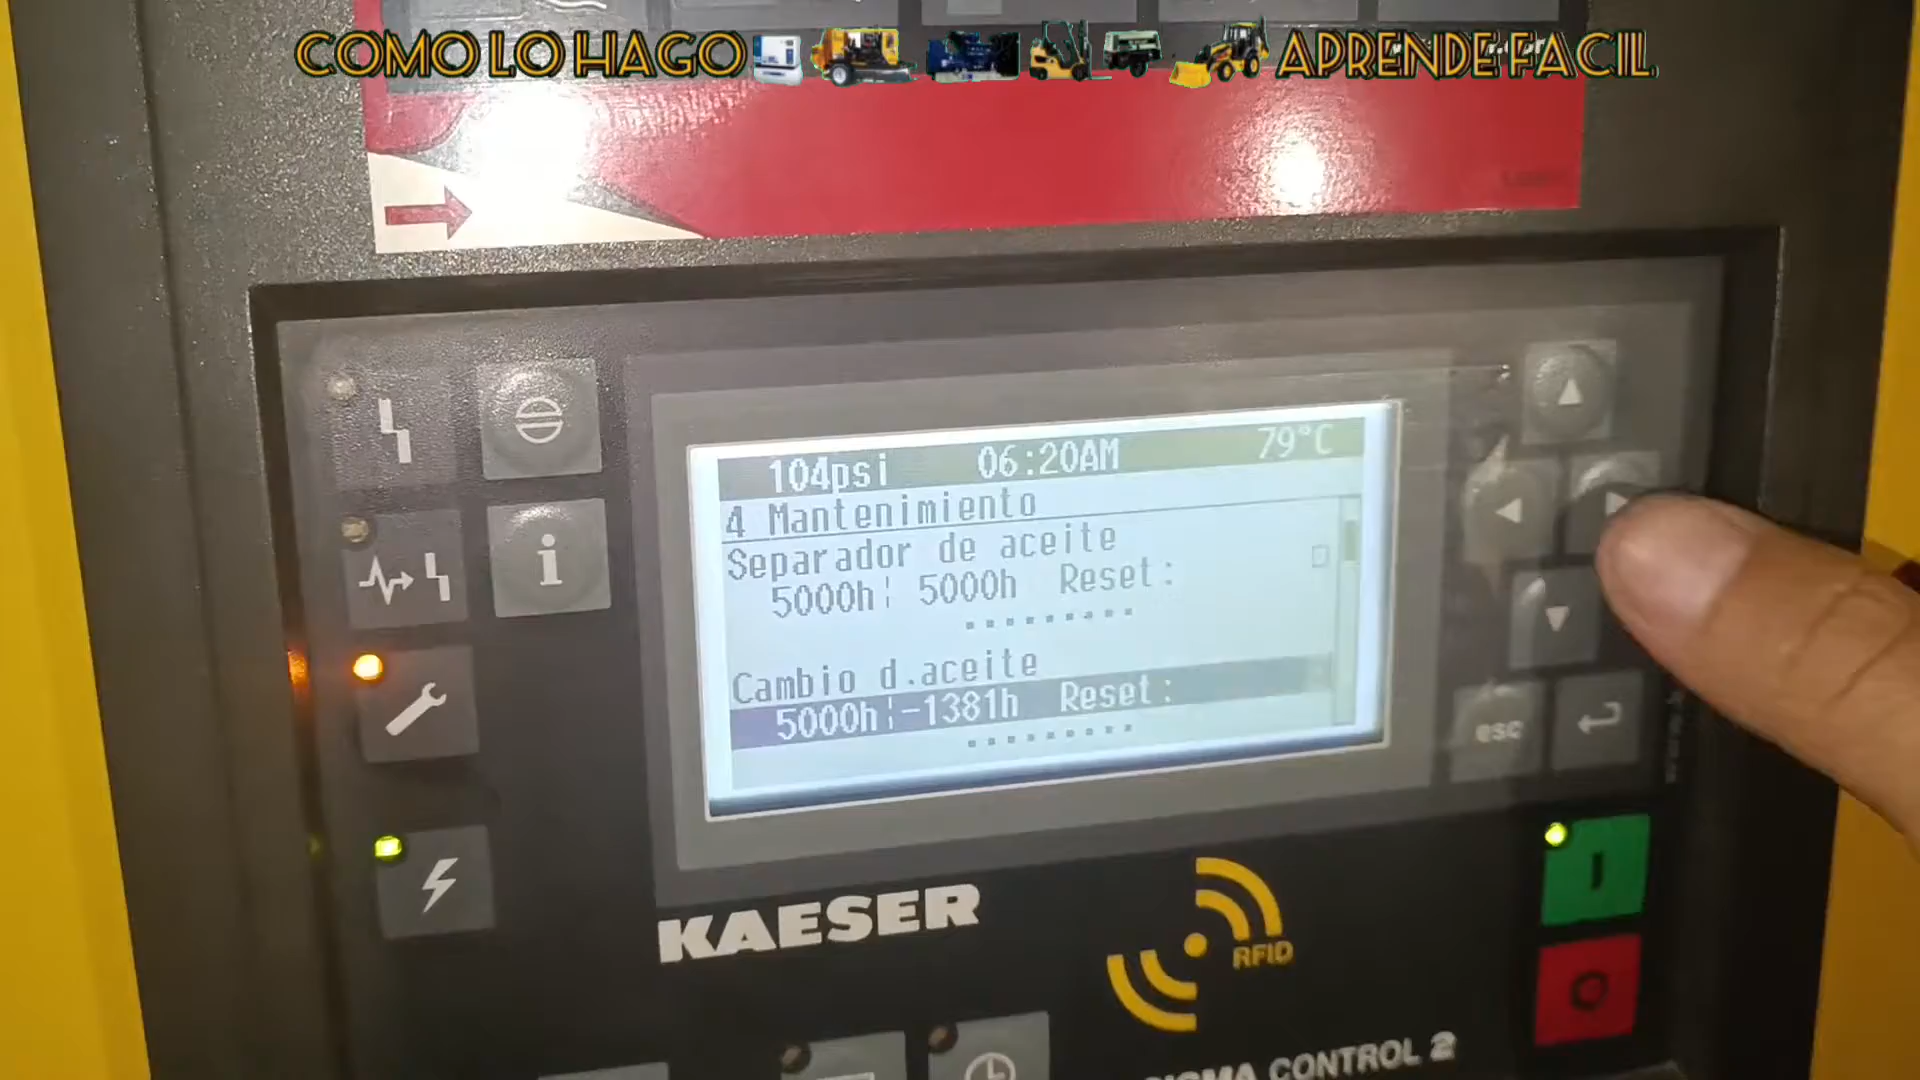 COMO LO HAGO APRENDE FACIL
104psi 06:20AM 79°C
4 Mantenimiento
Separador de aceite
5000h¦ 5000h Reset:
Cambio d.aceite
5000h¦-1381h Reset:
esc
KAESER
RFID
SIGMA CONTROL 2